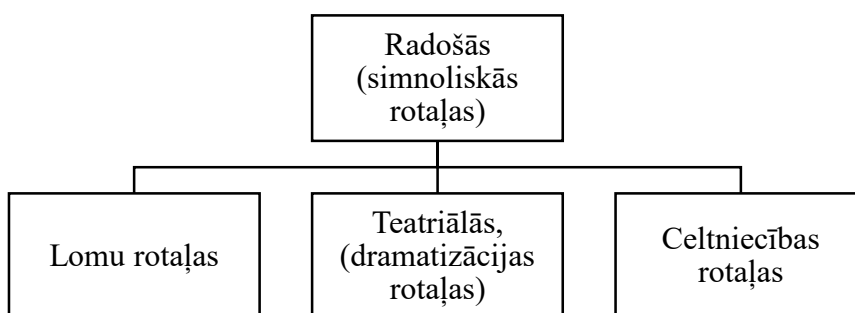 Radošās
(simnoliskās
rotaļas)
Lomu rotaļas
Teatriālās,
(dramatizācijas
rotaļas)
Celtniecības
rotaļas